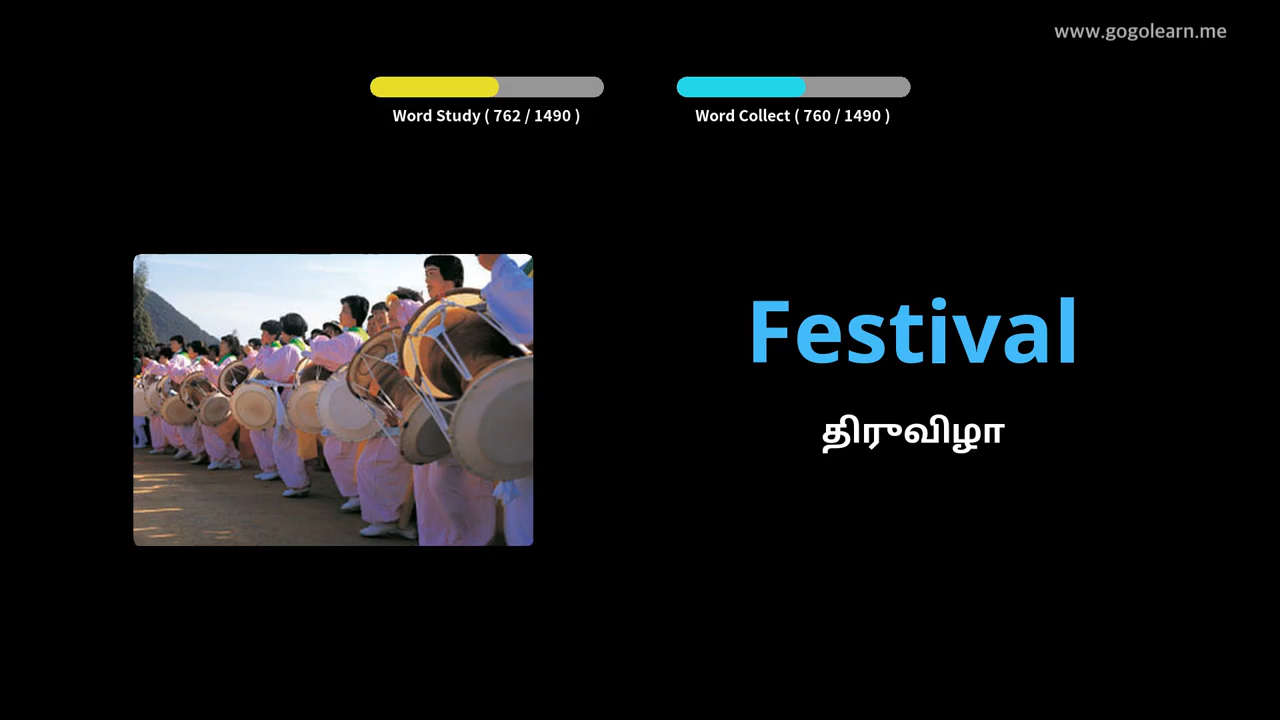 www.gogolearn.me
Word Study ( 762 / 1490 )
Word Collect ( 760 / 1490 )
Festival
திருவிழா